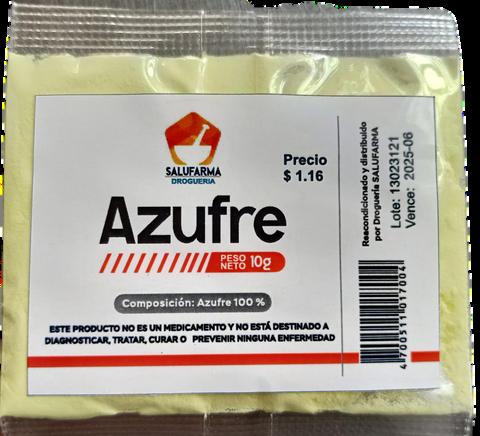 SALUFARMA
DROGUERIA
Precio
$ 1.16
Azufre
PESO
NETO 10g
Composición: Azufre 100 %
ESTE PRODUCTO NO ES UN MEDICAMENTO Y NO ESTÁ DESTINADO A
DIAGNOSTICAR, TRATAR, CURAR O PREVENIR NINGUNA ENFERMEDAD
Reacondicionado y distribuido
por Droguería SALUFARMA
Lote: 13023121
Vence: 2025-06
4700511017004